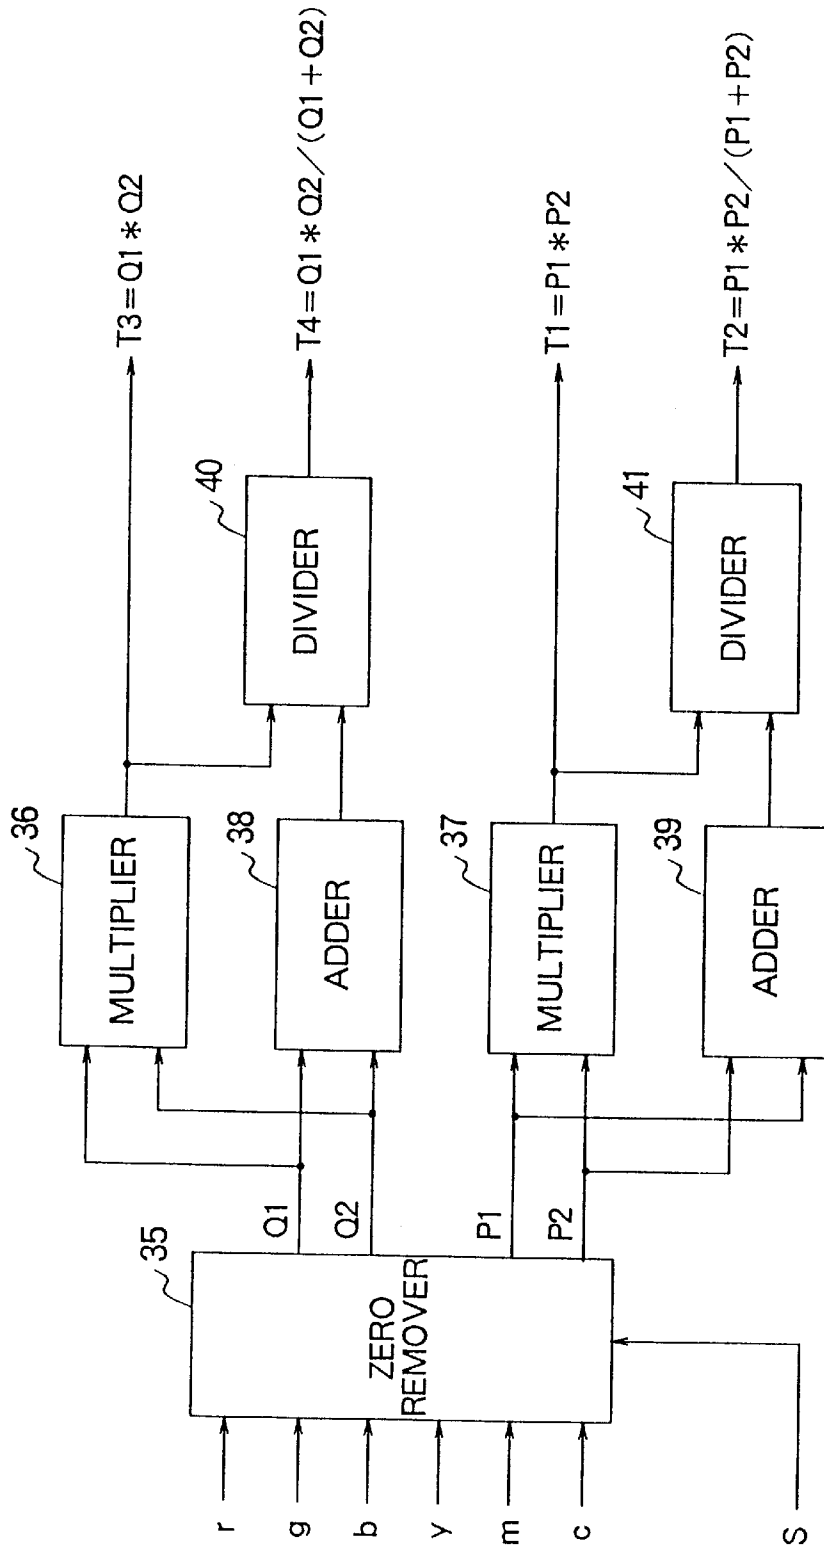 r
g
b
y
m
c
S
35
ZERO
REMOVER
Q1
Q2
P1
P2
36
MULTIPLIER
38
ADDER
37
MULTIPLIER
39
ADDER
40
DIVIDER
41
DIVIDER
T3=Q1*Q2
T4=Q1*Q2/(Q1+Q2)
T1=P1*P2
T2=P1*P2/(P1+P2)